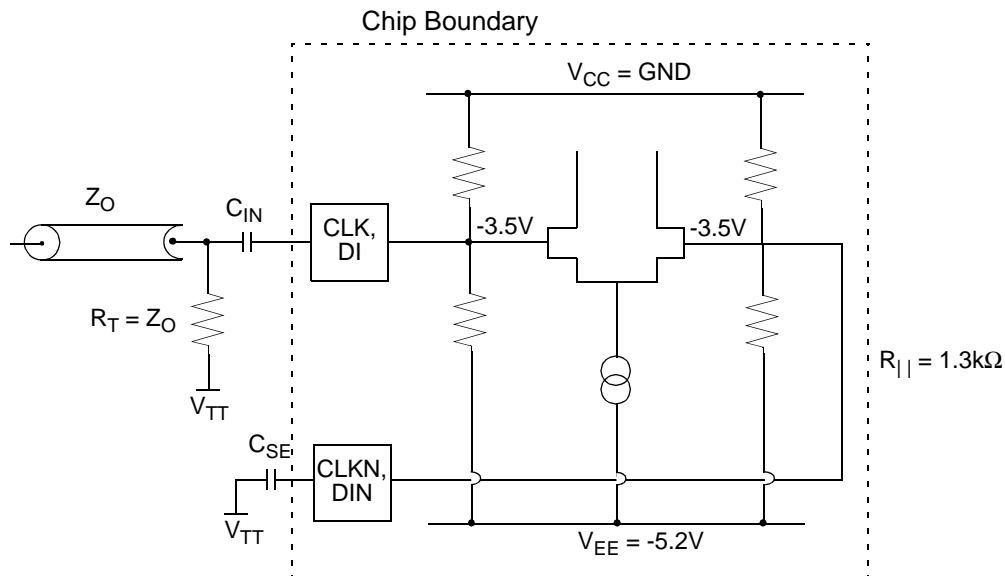 Chip Boundary
V_CC = GND
Z_O
C_IN
CLK,
DI
-3.5V
-3.5V
R_T = Z_O
R_|| = 1.3kΩ
V_TT
C_SE
CLKN,
DIN
V_TT
V_EE = -5.2V